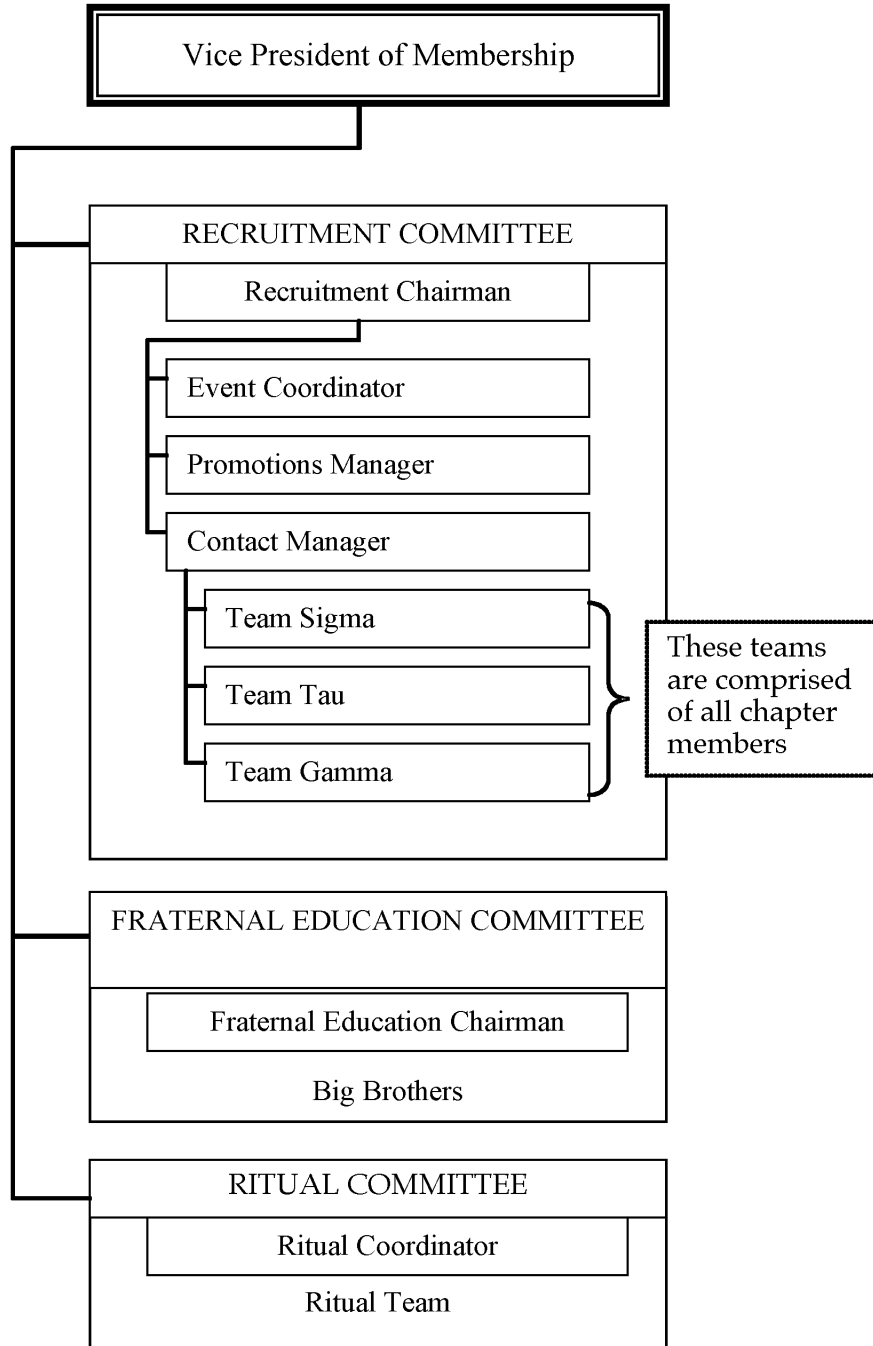 Vice President of Membership
RECRUITMENT COMMITTEE
Recruitment Chairman
Event Coordinator
Promotions Manager
Contact Manager
Team Sigma
Team Tau
Team Gamma
These teams
are comprised
of all chapter
members
FRATERNAL EDUCATION COMMITTEE
Fraternal Education Chairman
Big Brothers
RITUAL COMMITTEE
Ritual Coordinator
Ritual Team